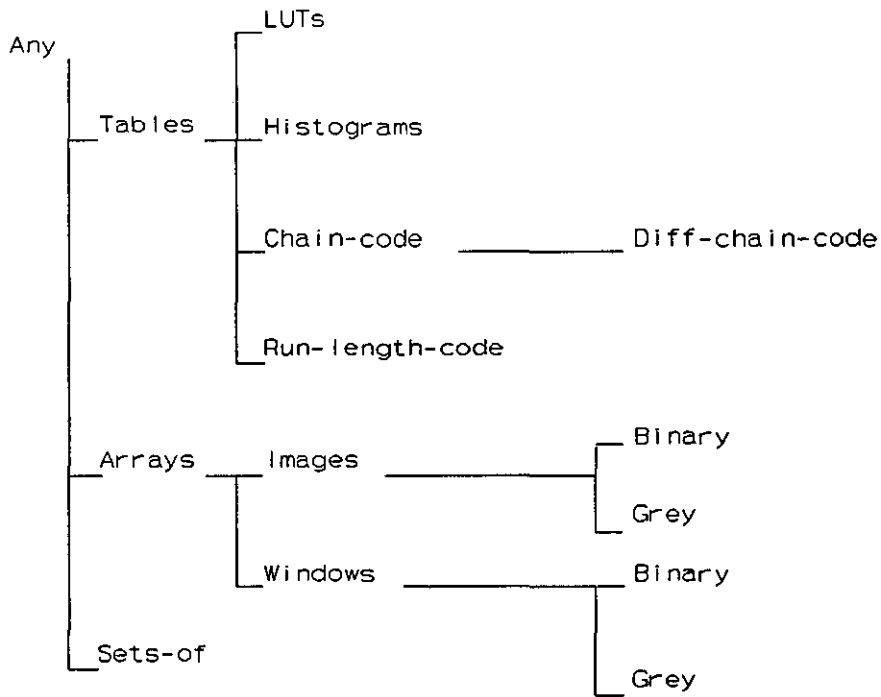 LUTs
Any
Tables
Histograms
Chain-code
Diff-chain-code
Run-length-code
Arrays
Images
Binary
Grey
Windows
Binary
Sets-of
Grey